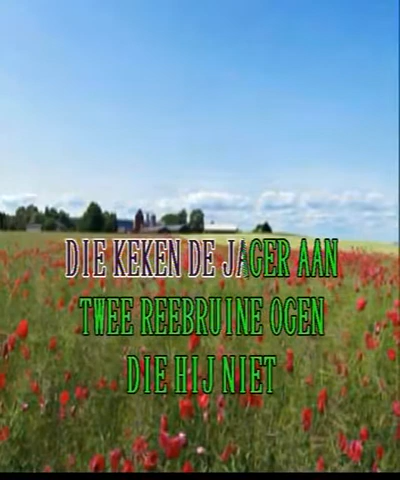 DIE KEKEN DE JAGER AAN
TWEE REEBRUINE OGEN
DIE HIJ NIET